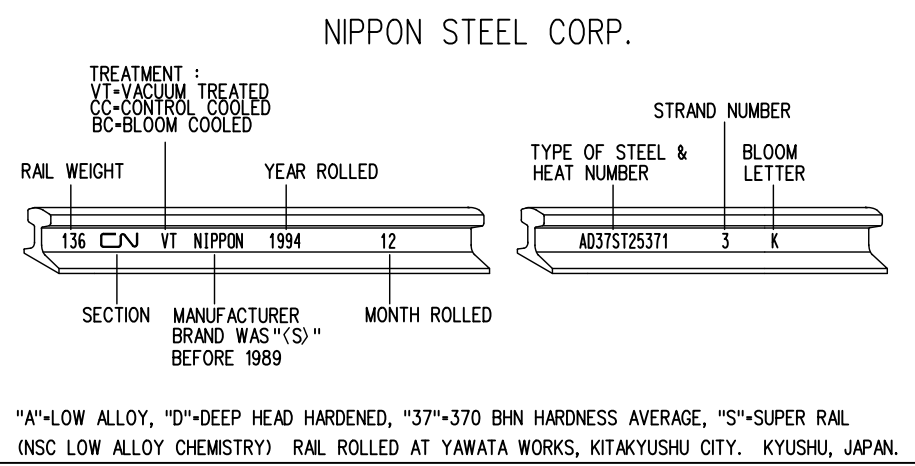 NIPPON STEEL CORP.
TREATMENT :
VT=VACUUM TREATED
CC=CONTROL COOLED
BC=BLOOM COOLED
STRAND NUMBER
RAIL WEIGHT
YEAR ROLLED
TYPE OF STEEL &
HEAT NUMBER
BLOOM
LETTER
136 CN VT NIPPON 1994 12
AD37ST25371 3 K
SECTION
MANUFACTURER
BRAND WAS "<S>"
BEFORE 1989
MONTH ROLLED
"A"=LOW ALLOY, "D"=DEEP HEAD HARDENED, "37"=370 BHN HARDNESS AVERAGE, "S"=SUPER RAIL
(NSC LOW ALLOY CHEMISTRY) RAIL ROLLED AT YAWATA WORKS, KITAKYUSHU CITY. KYUSHU, JAPAN.